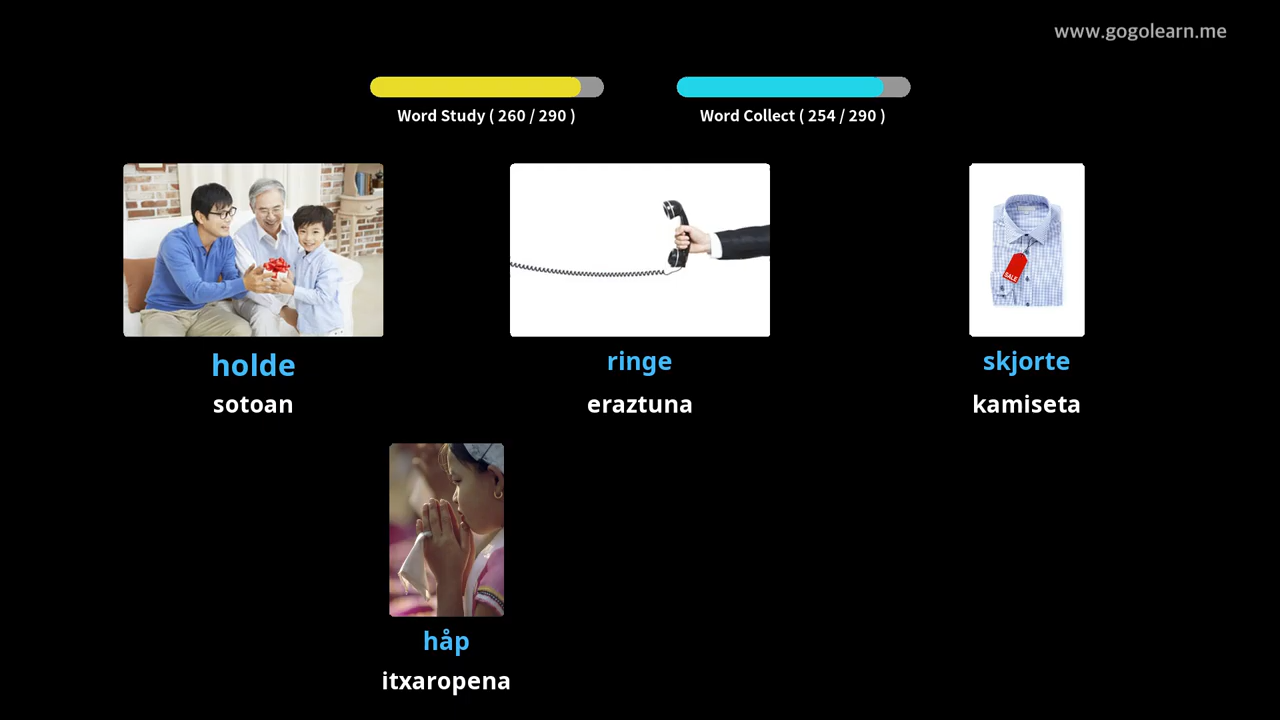 www.gogolearn.me
Word Study ( 260 / 290 )
Word Collect ( 254 / 290 )
holde
sotoan
ringe
eraztuna
SALE
skjorte
kamiseta
håp
itxaropena